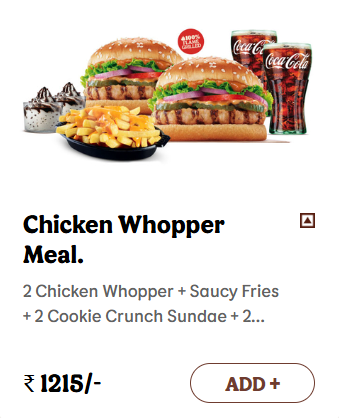 100%
FLAME
GRILLED
Coca-Cola
Coca-Cola
Chicken Whopper
Meal.
2 Chicken Whopper + Saucy Fries
+ 2 Cookie Crunch Sundae + 2...
₹ 1215/-
ADD +